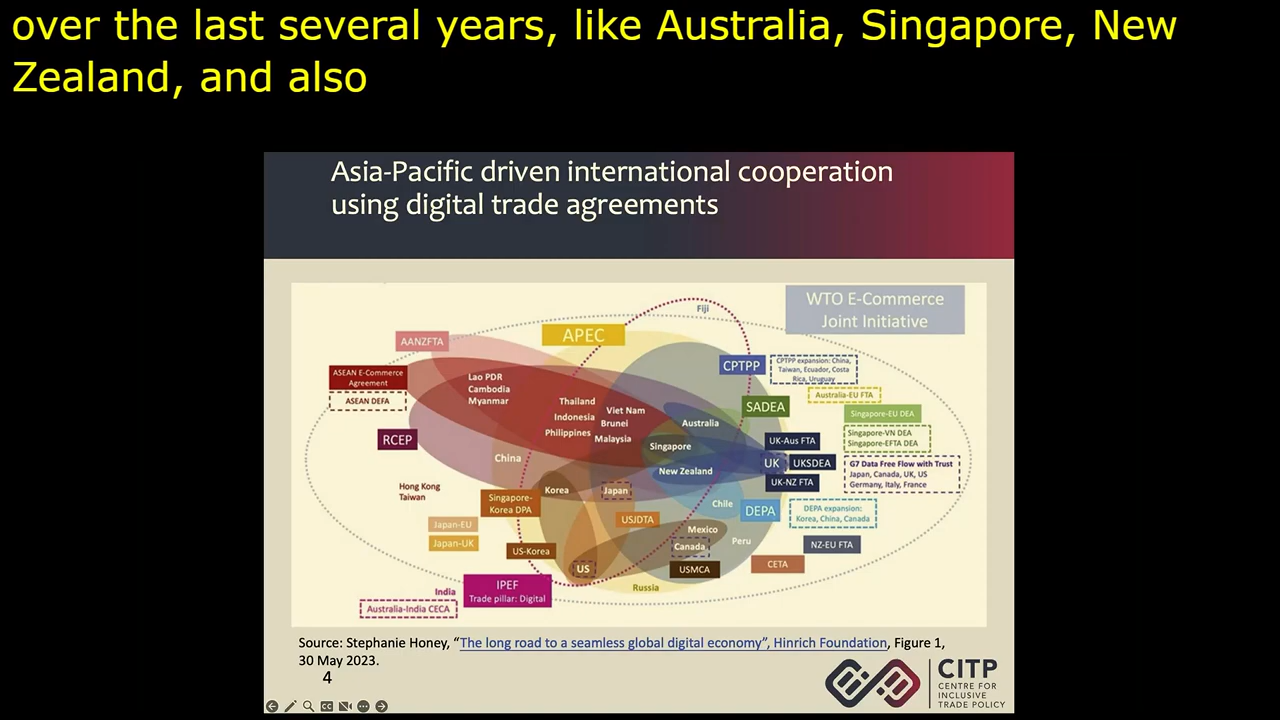 over the last several years, like Australia, Singapore, New
Zealand, and also
Asia-Pacific driven international cooperation
using digital trade agreements
WTO E-Commerce
Joint Initiative
Fiji
AANZFTA
APEC
CPTPP
CPTPP expansion: China,
Taiwan, Ecuador, Costa
Rica, Uruguay
ASEAN E-Commerce
Agreement
ASEAN DEFA
Lao PDR
Cambodia
Myanmar
Thailand
Indonesia
Philippines
Viet Nam
Brunei
Malaysia
Australia
SADEA
Australia-EU FTA
Singapore-EU DEA
Singapore-VN DEA
Singapore-EFTA DEA
RCEP
China
Singapore
New Zealand
UK-Aus FTA
UK
UKSDEA
UK-NZ FTA
G7 Data Free Flow with Trust
Japan, Canada, UK, US
Germany, Italy, France
Hong Kong
Taiwan
Singapore-
Korea DPA
Korea
Japan
Chile
DEPA
DEPA expansion:
Korea, China, Canada
Japan-EU
Japan-UK
USJDTA
Mexico
Canada
Peru
NZ-EU FTA
US-Korea
US
USMCA
CETA
IPEF
Trade pillar: Digital
Russia
India
Australia-India CECA
Source: Stephanie Honey, “The long road to a seamless global digital economy”, Hinrich Foundation, Figure 1,
30 May 2023.
4
CC
CITP
CENTRE FOR
INCLUSIVE
TRADE POLICY